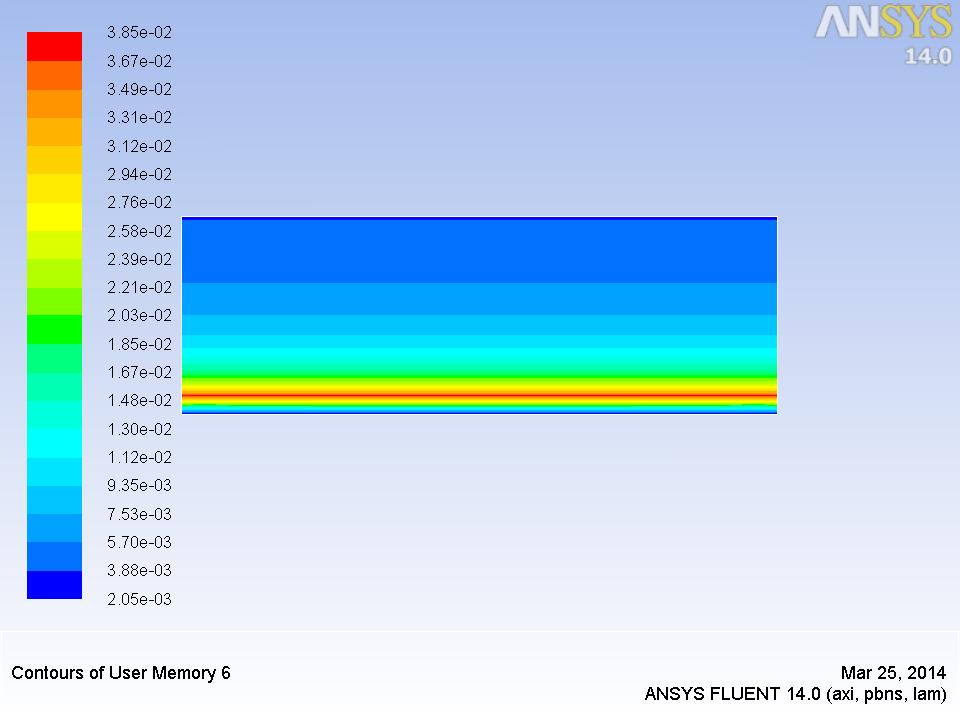 ANSYS
14.0
3.85e-02
3.67e-02
3.49e-02
3.31e-02
3.12e-02
2.94e-02
2.76e-02
2.58e-02
2.39e-02
2.21e-02
2.03e-02
1.85e-02
1.67e-02
1.48e-02
1.30e-02
1.12e-02
9.35e-03
7.53e-03
5.70e-03
3.88e-03
2.05e-03
Contours of User Memory 6
Mar 25, 2014
ANSYS FLUENT 14.0 (axi, pbns, lam)